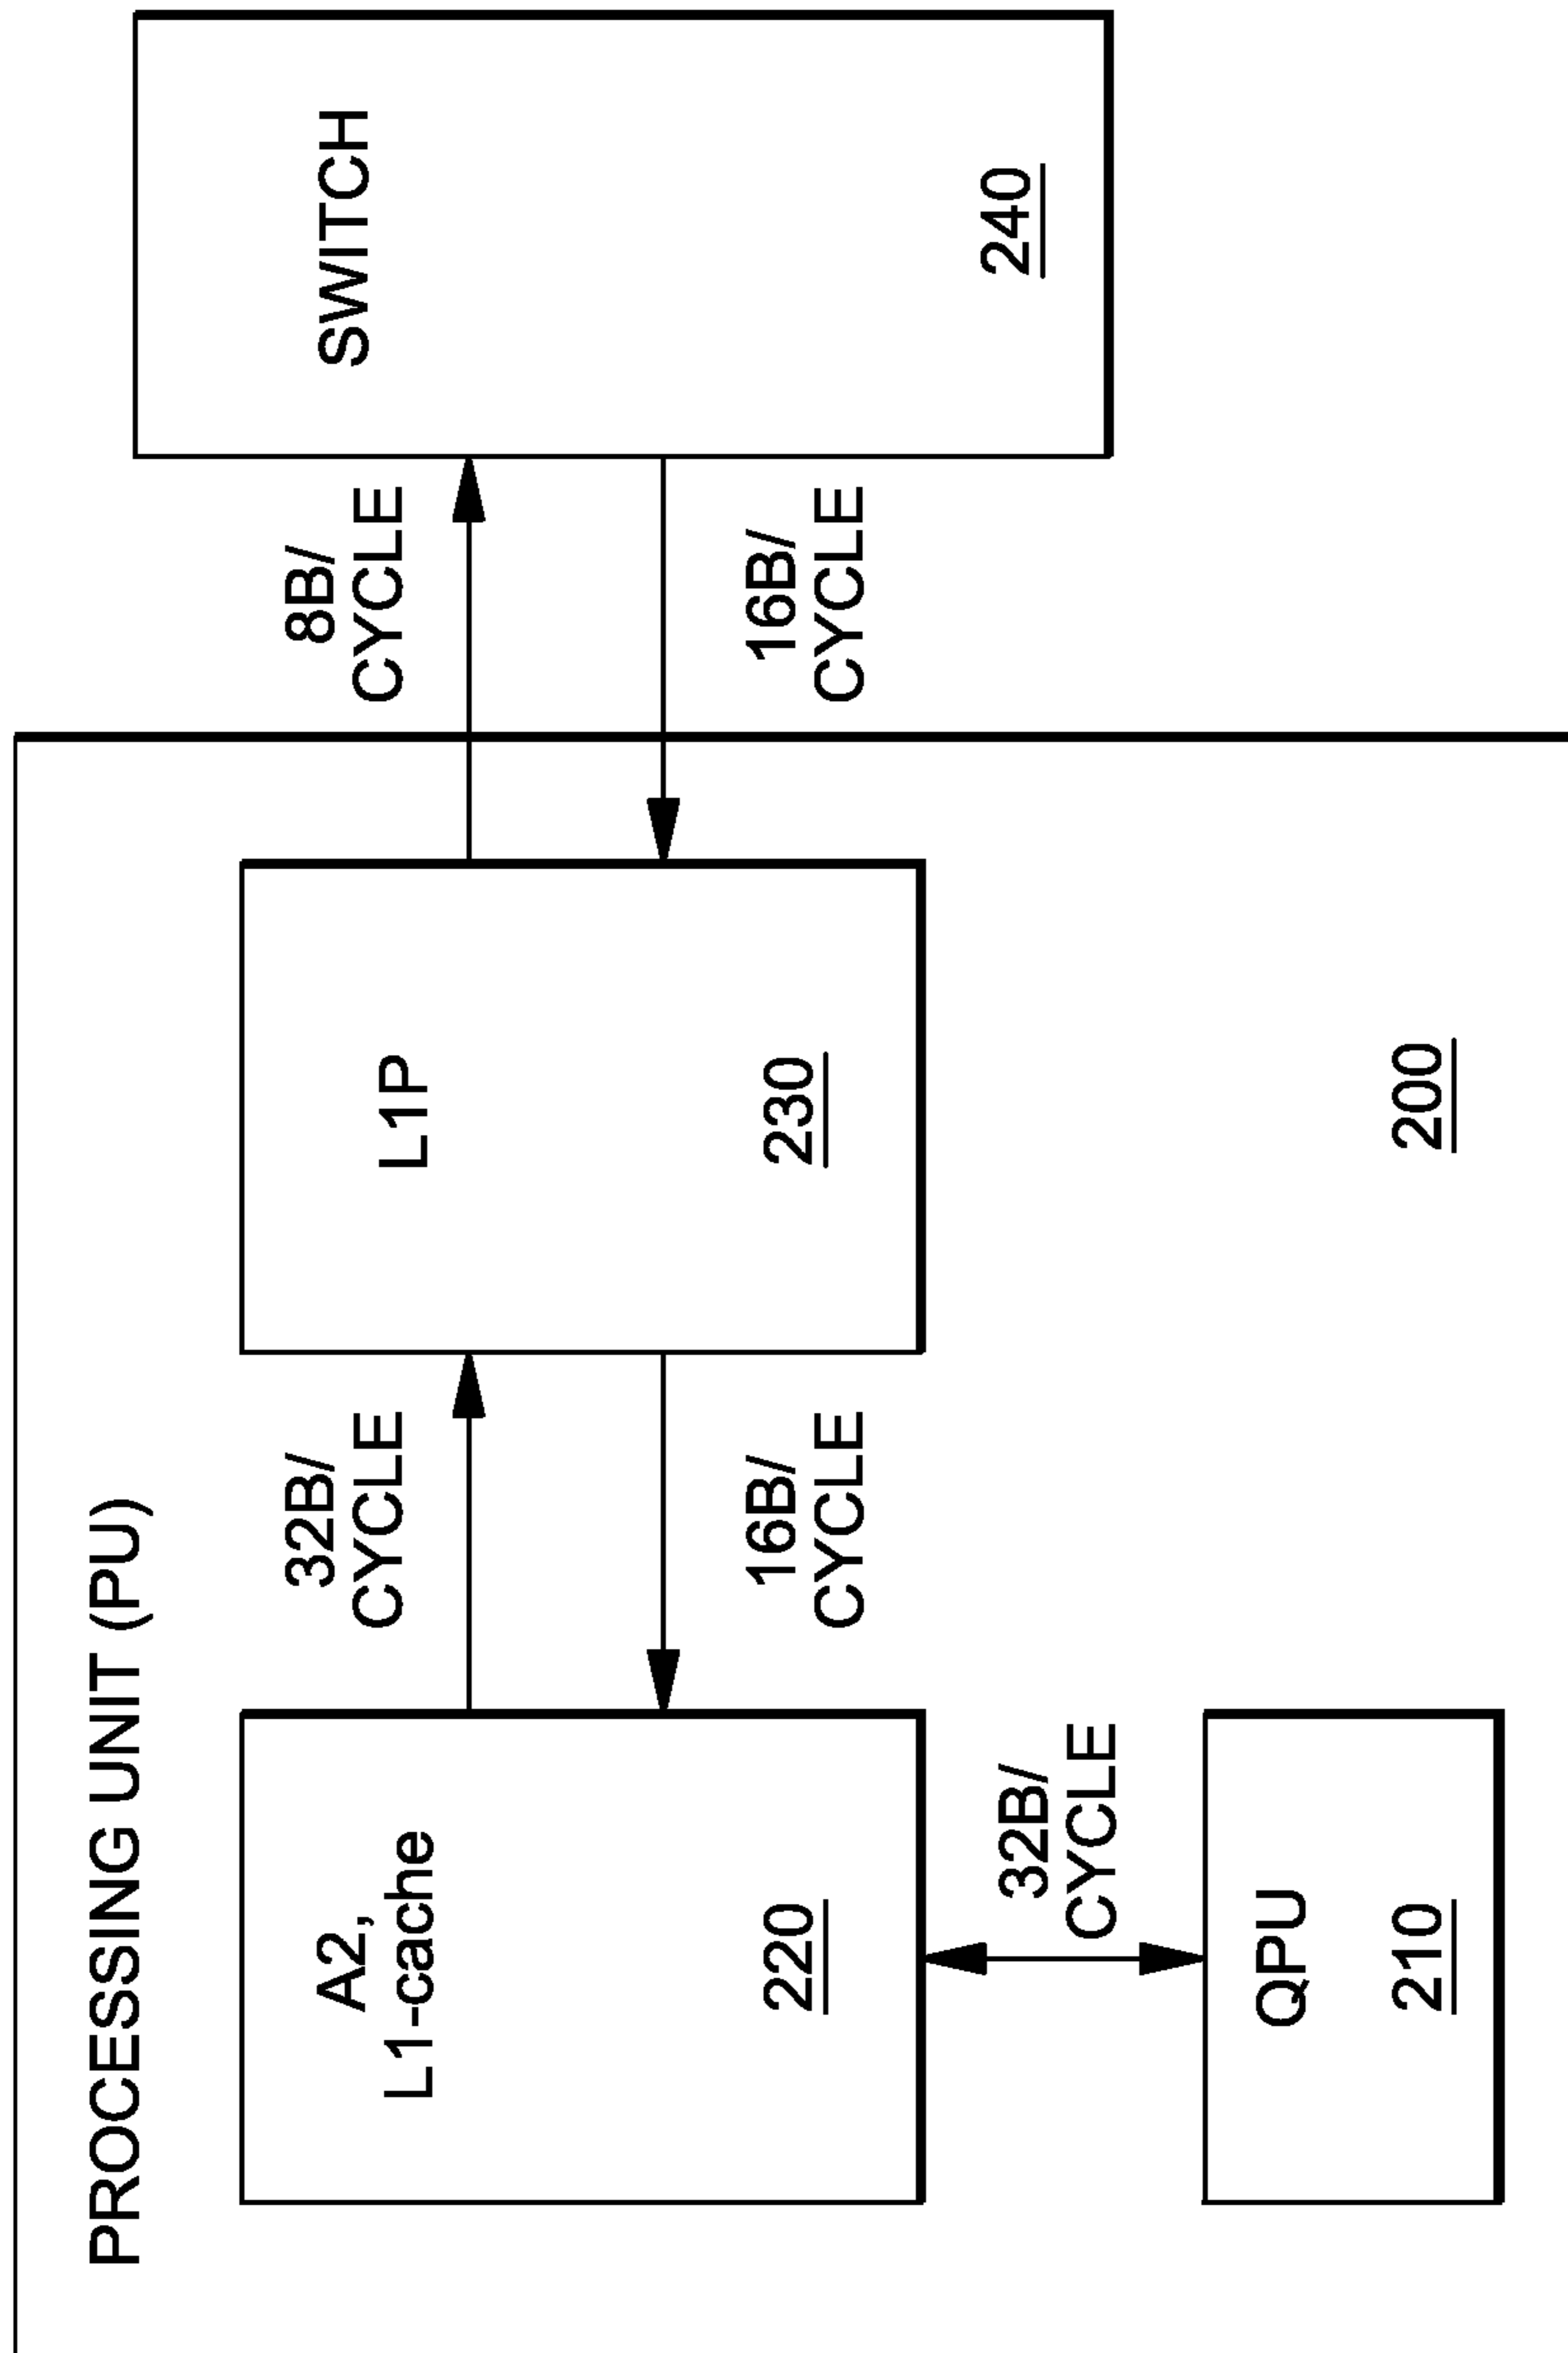 PROCESSING UNIT (PU)
A2,
L1-cache
220
32B/
CYCLE
16B/
CYCLE
L1P
230
8B/
CYCLE
16B/
CYCLE
SWITCH
240
32B/
CYCLE
QPU
210
200